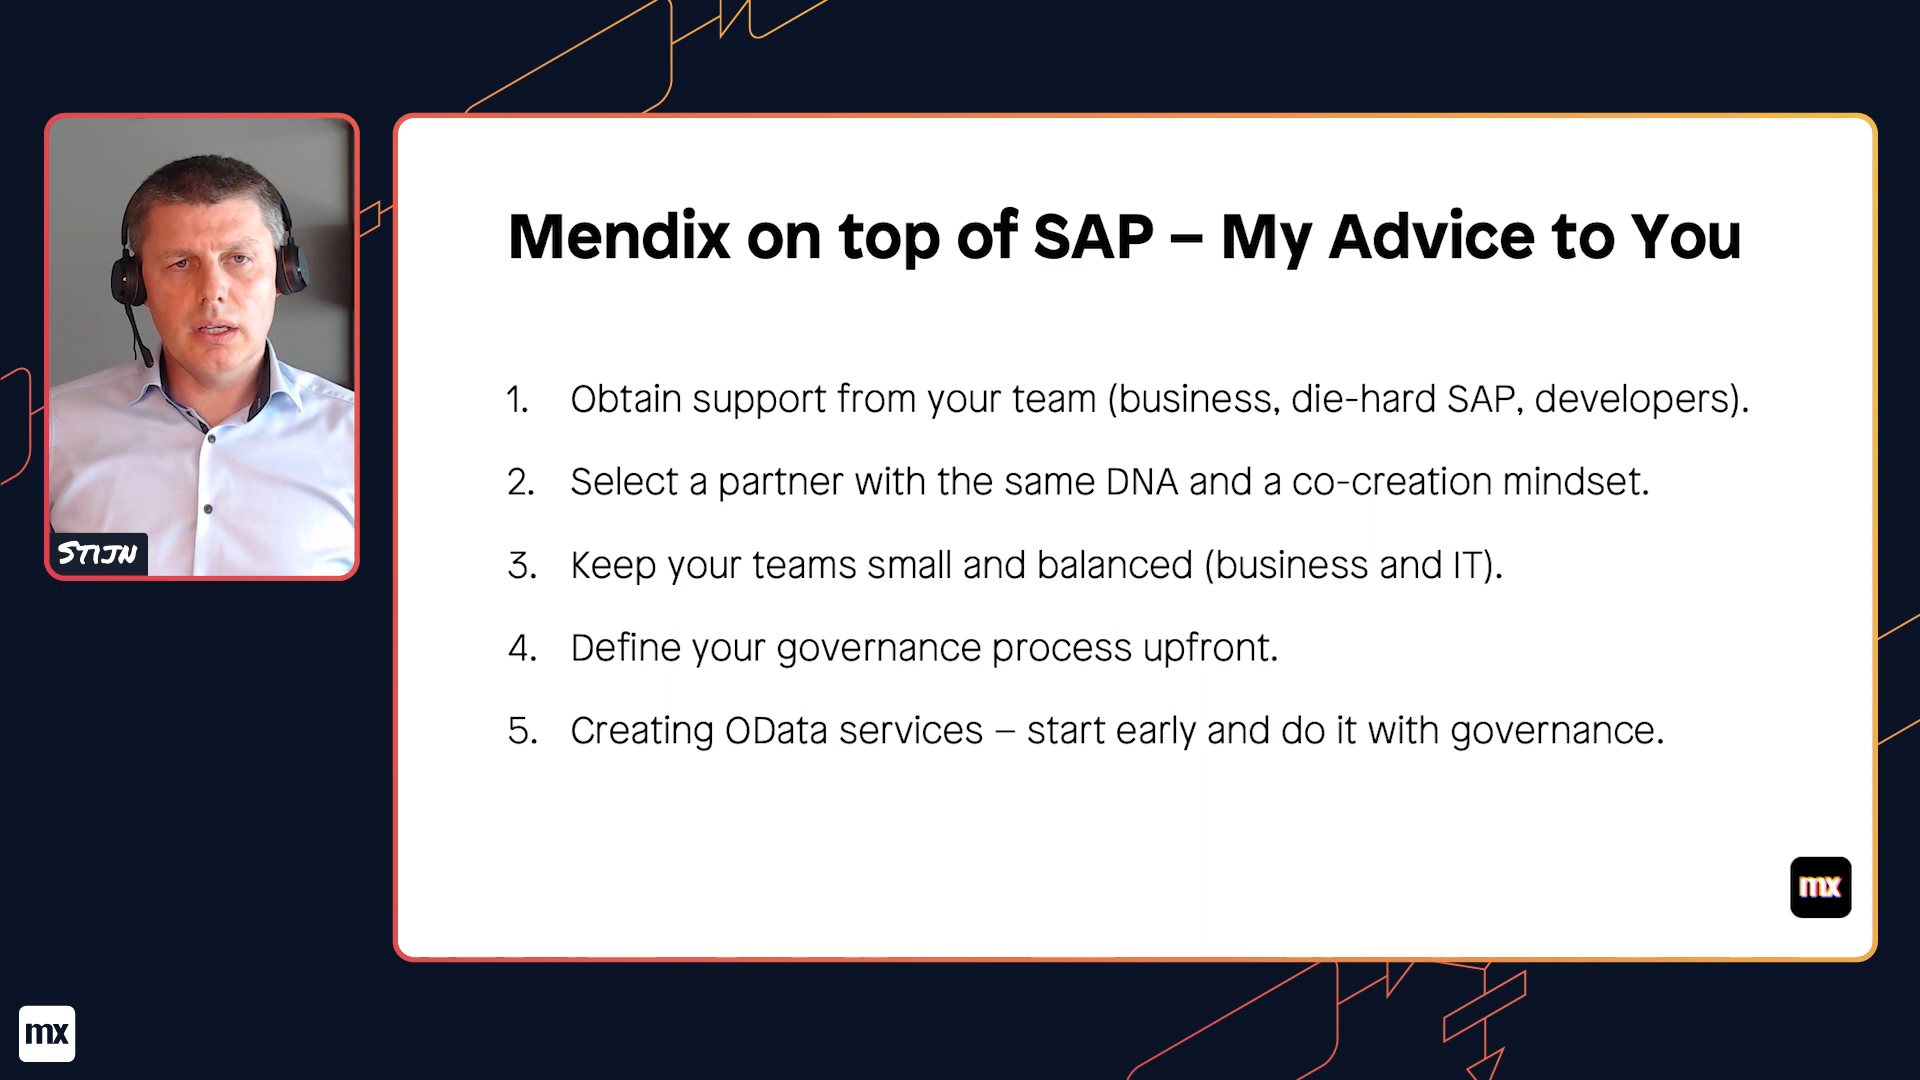 Mendix on top of SAP – My Advice to You
1. Obtain support from your team (business, die-hard SAP, developers).
2. Select a partner with the same DNA and a co-creation mindset.
3. Keep your teams small and balanced (business and IT).
4. Define your governance process upfront.
5. Creating OData services – start early and do it with governance.
STIJN
mx
mx